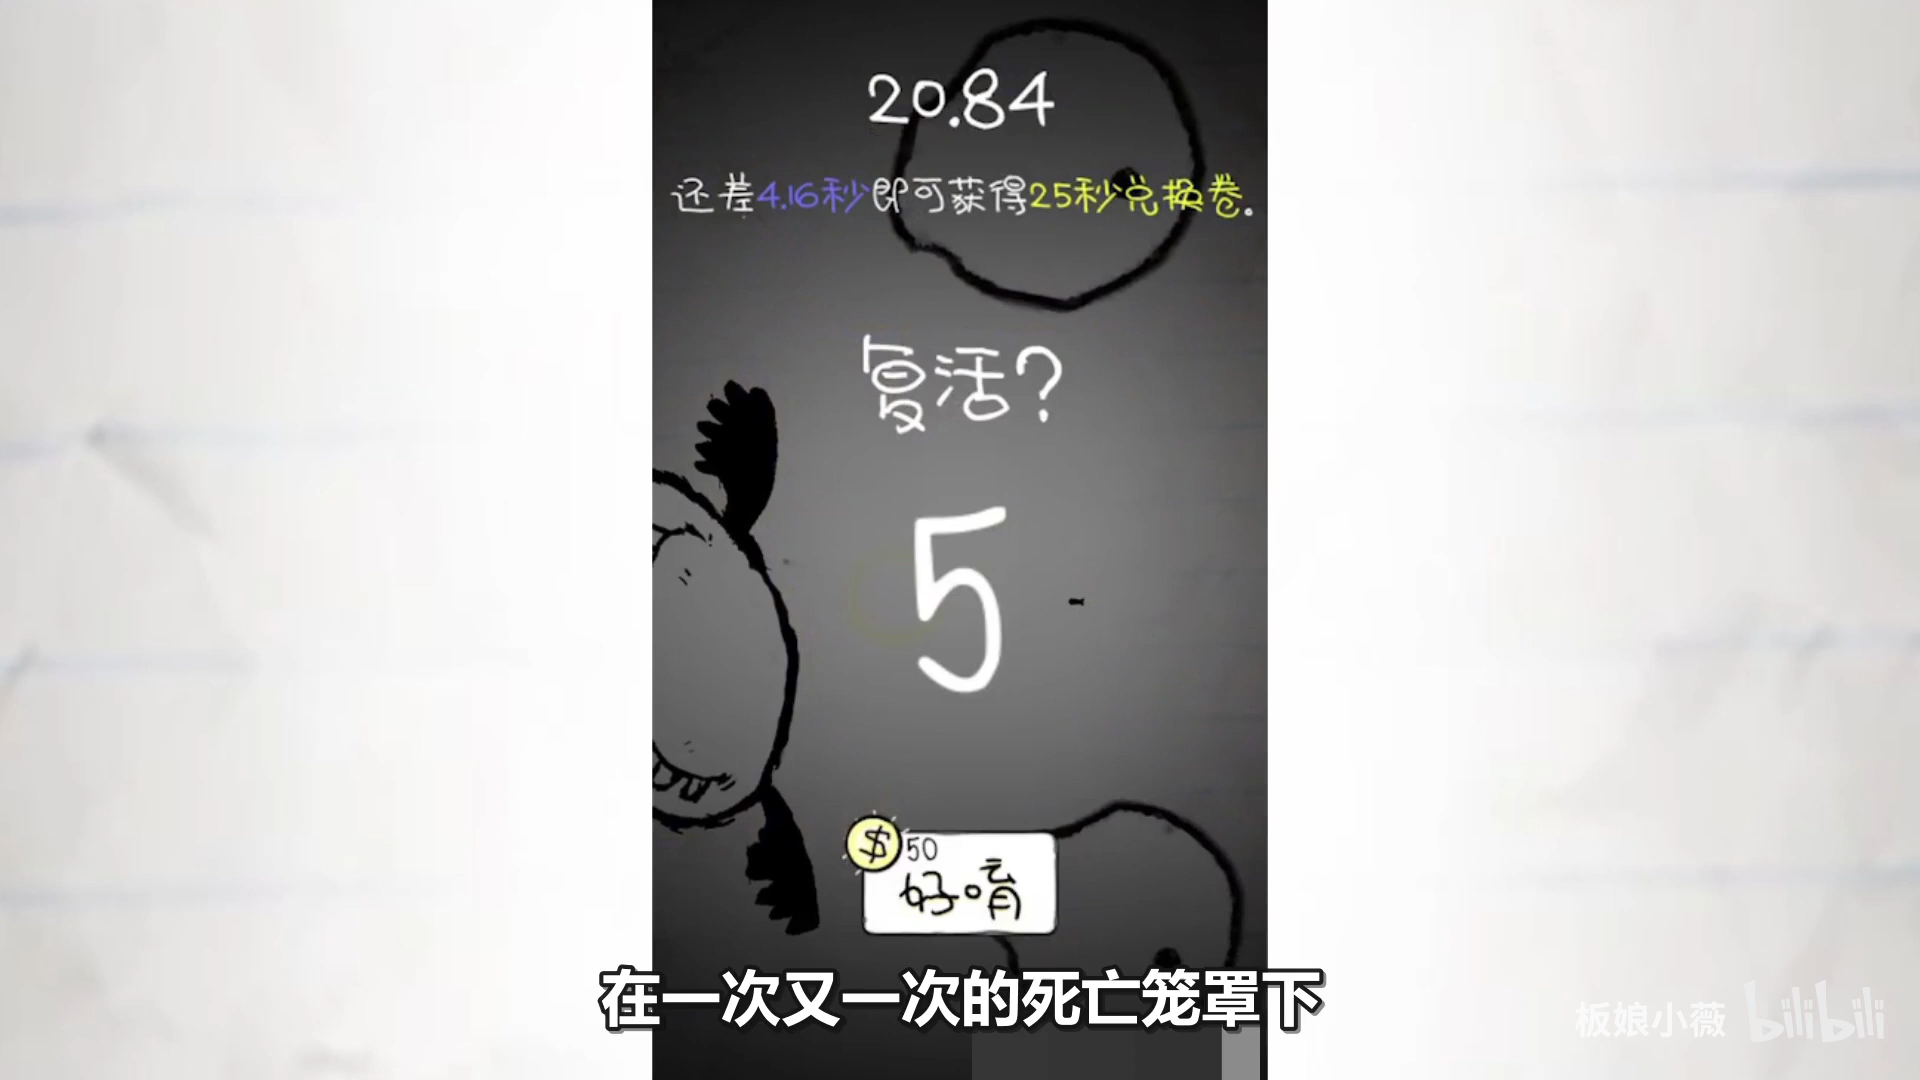 20.84
还差4.16秒即可获得25秒兑换卷。
复活?
5
$ 50
好唷
在一次又一次的死亡笼罩下
板娘小薇 bilibili